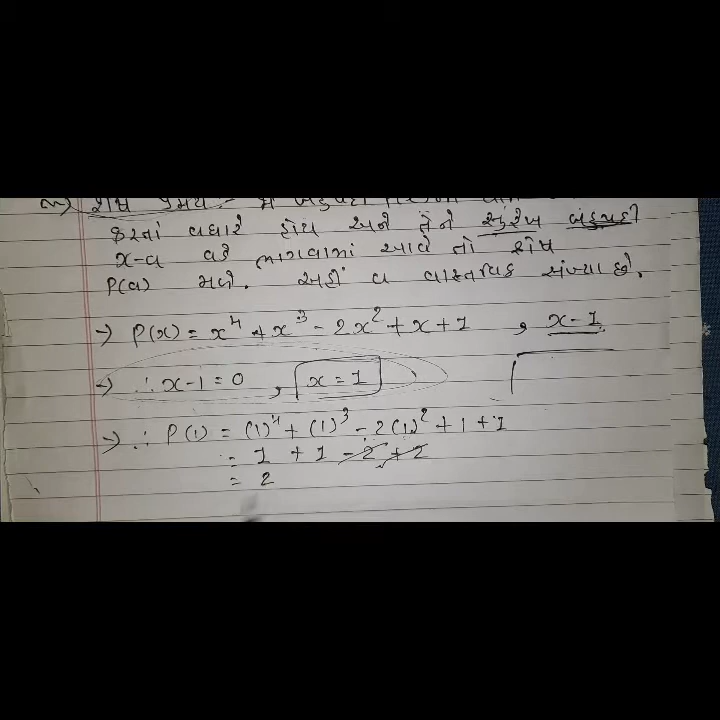 શેષ પ્રમેય :-
કરતાં વધારે હોય અને તેને સુરેખ બહુપદી
x-a વડે ભાગવામાં આવે તો શેષ
P(a) મળે. અહીં a વાસ્તવિક સંખ્યા છે.
→ P(x) = x⁴ + x³ - 2x² + x + 1 , x-1
→ ∴ x-1 = 0 , x = 1
→ ∴ P(1) = (1)⁴ + (1)³ - 2(1)² + 1 + 1
= 1 + 1 - 2 + 2
= 2